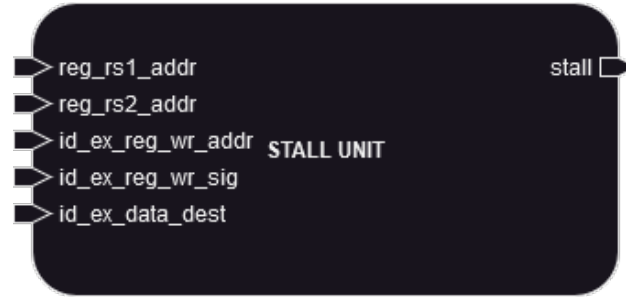 reg_rs1_addr
stall
reg_rs2_addr
id_ex_reg_wr_addr
STALL UNIT
id_ex_reg_wr_sig
id_ex_data_dest